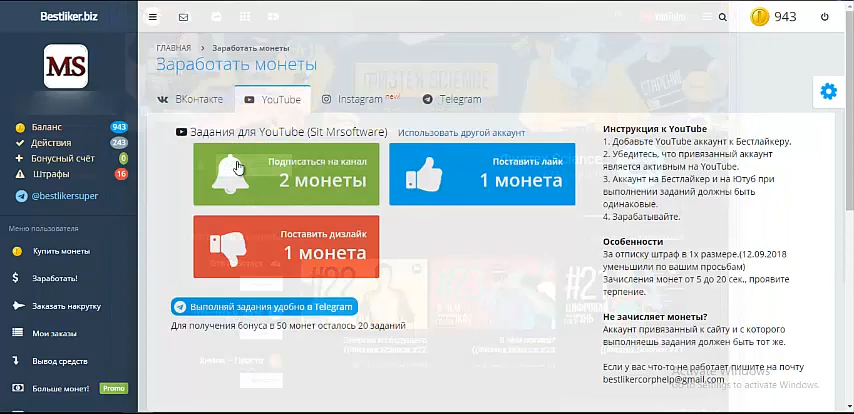 Bestliker.biz
943
MS
Баланс
943
Действия
243
Бонусный счёт
0
Штрафы
16
@bestlikersuper
Меню пользователя
Купить монеты
Заработать!
Заказать накрутку
Мои заказы
Вывод средств
Больше монет!
Promo
ГЛАВНАЯ > Заработать монеты
Заработать монеты
ВКонтакте
YouTube
Instagram new!
Telegram
Задания для YouTube (Sit Mrsoftware) Использовать другой аккаунт
Подписаться на канал
2 монеты
Поставить лайк
1 монета
Поставить дизлайк
1 монета
Выполняй задания удобно в Telegram
Для получения бонуса в 50 монет осталось 20 заданий
Инструкция к YouTube
1. Добавьте YouTube аккаунт к Бестлайкеру.
2. Убедитесь, что привязанный аккаунт
является активным на YouTube.
3. Аккаунт на Бестлайкер и на Ютуб при
выполнении заданий должны быть
одинаковые.
4. Зарабатывайте.
Особенности
За отписку штраф в 1х размере.(12.09.2018
уменьшили по вашим просьбам)
Зачисления монет от 5 до 20 сек., проявите
терпение.
Не зачисляет монеты?
Аккаунт привязанный к сайту и с которого
выполняешь задания должен быть тот же.
Если у вас что-то не работает пишите на почту
bestlikercorphelp@gmail.com
Activate Windows
Go to Settings to activate Windows.
ФИЗТЕХ SCIENCE
СТАРЕНИЕ
#22
#21